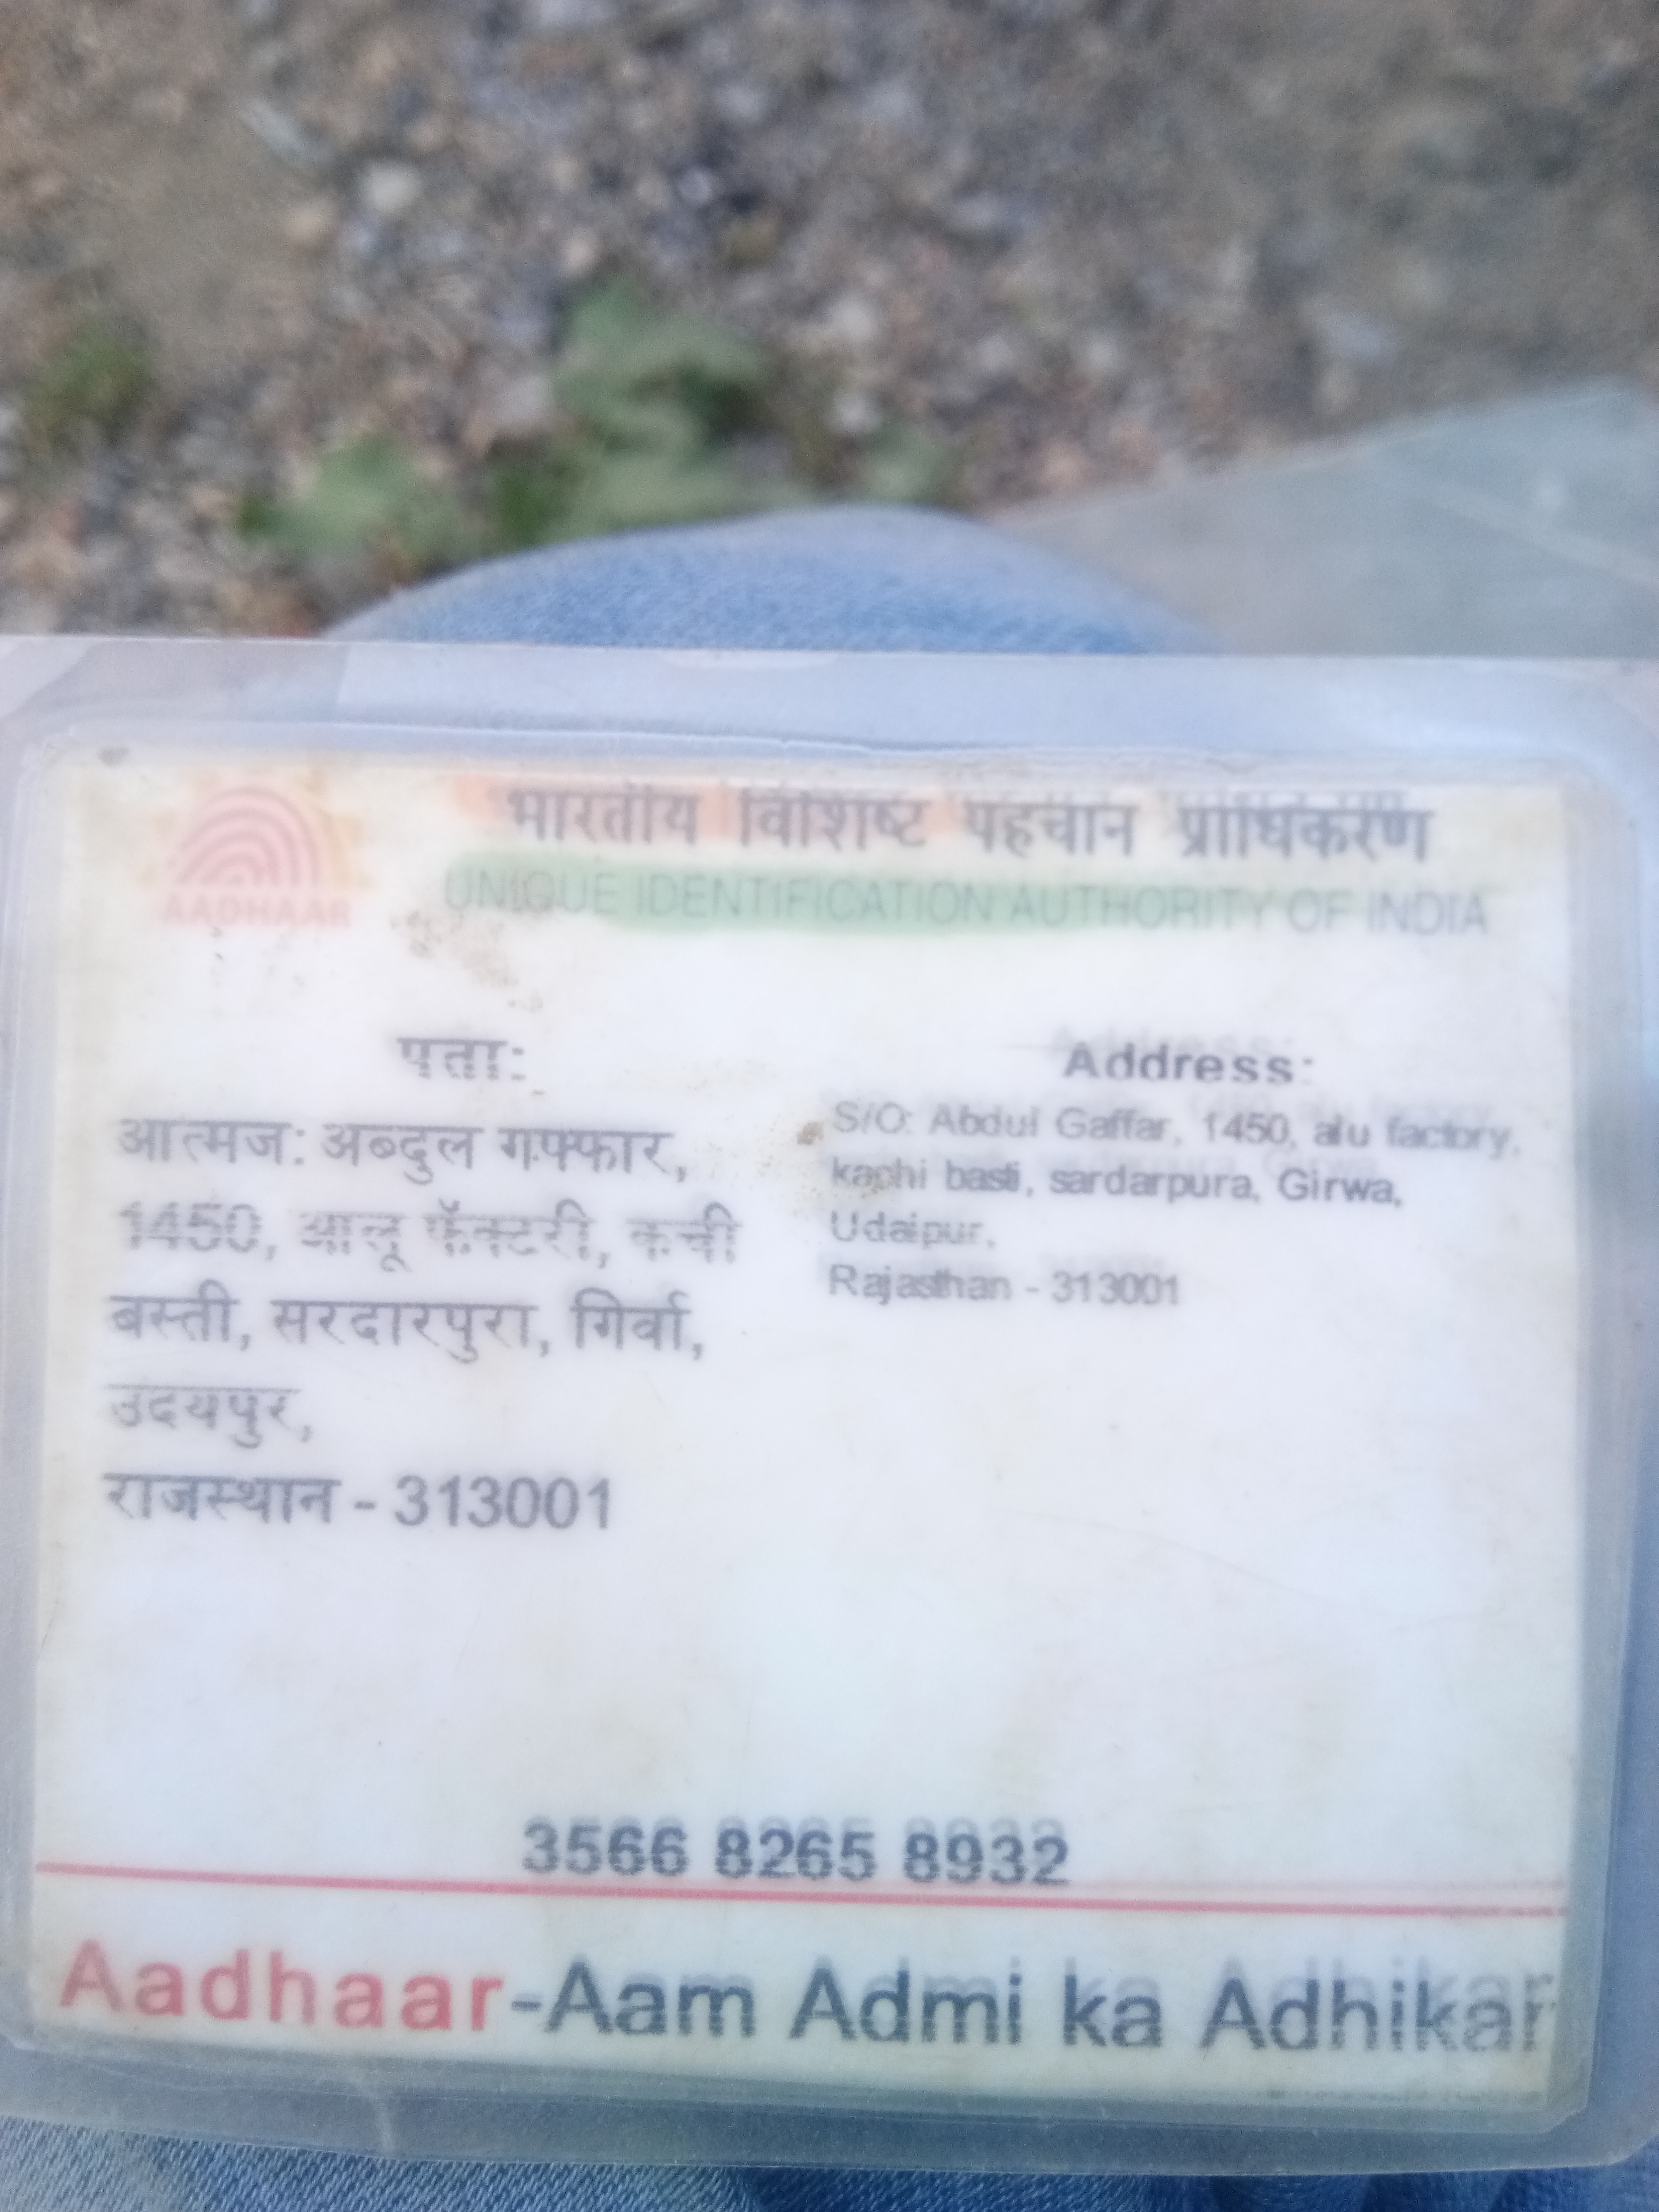 भारतीय विशिष्ट पहचान प्राधिकरण
AADHAAR
UNIQUE IDENTIFICATION AUTHORITY OF INDIA
पता:
आत्मज: अब्दुल गफ्फार,
1450, आलू फॅक्टरी, कची
बस्ती, सरदारपुरा, गिर्वा,
उदयपुर,
राजस्थान - 313001
Address:
S/O: Abdul Gaffar, 1450, alu factory,
kachi basti, sardarpura, Girwa,
Udaipur,
Rajasthan - 313001
3566 8265 8932
Aadhaar-Aam Admi ka Adhikar